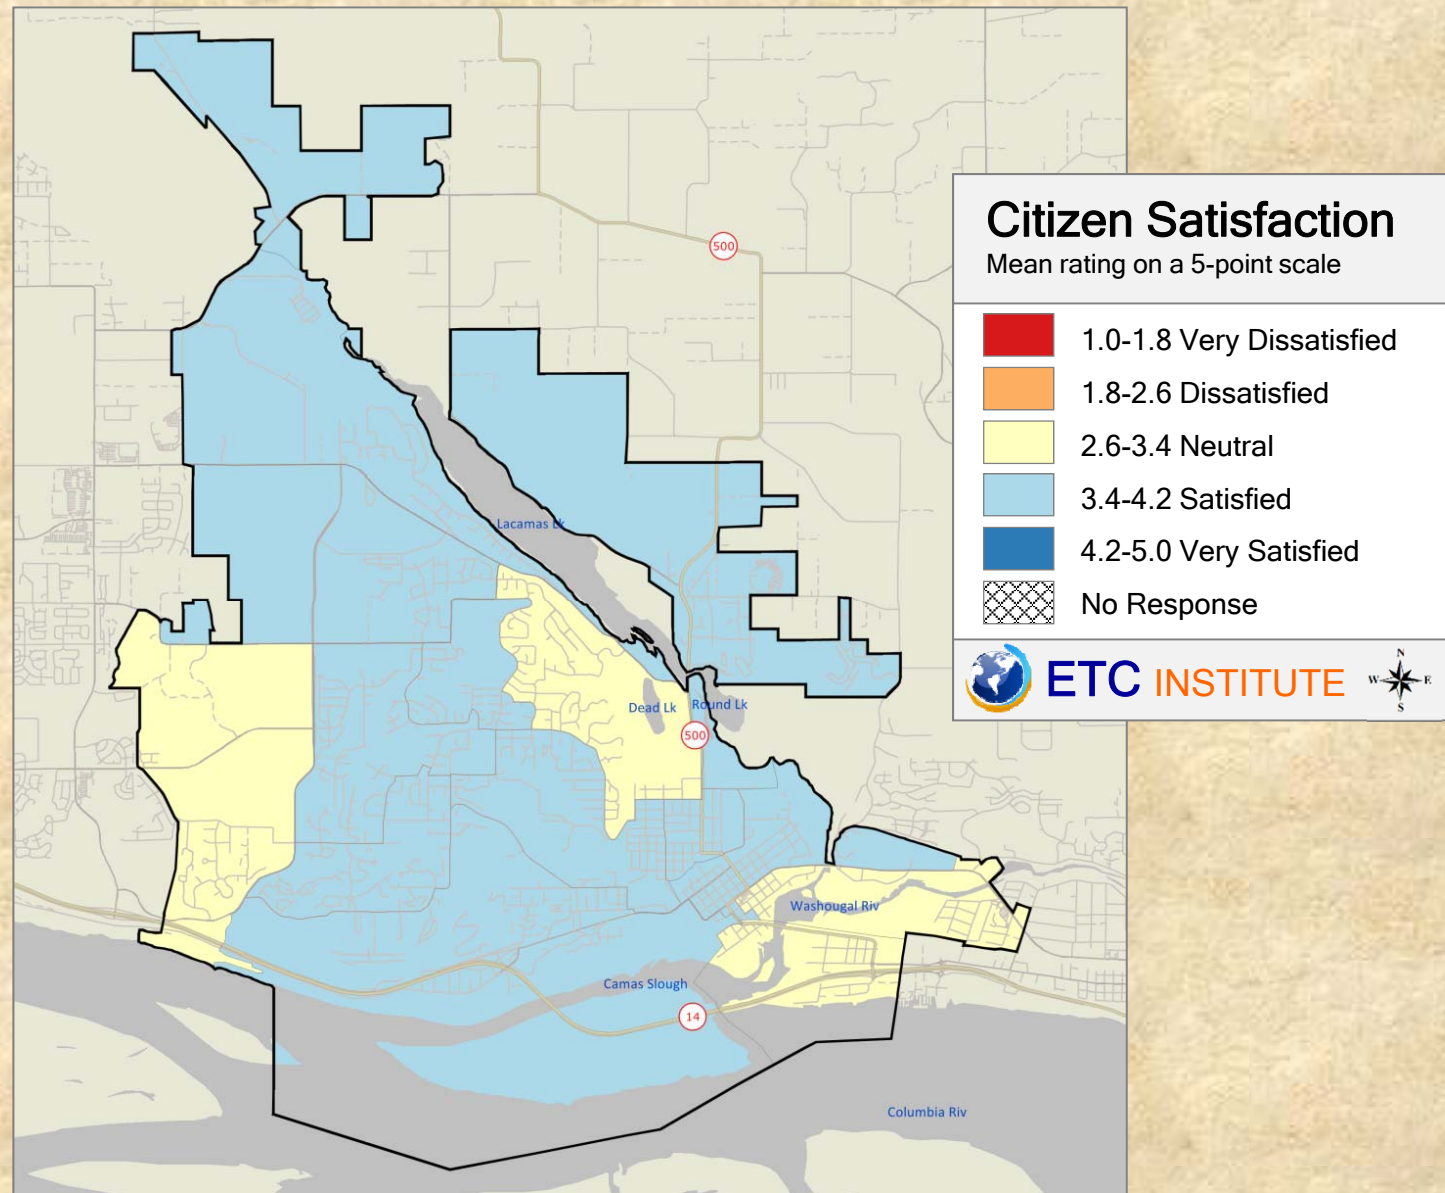 500
Citizen Satisfaction
Mean rating on a 5-point scale
1.0-1.8 Very Dissatisfied
1.8-2.6 Dissatisfied
2.6-3.4 Neutral
3.4-4.2 Satisfied
4.2-5.0 Very Satisfied
No Response
ETC INSTITUTE
N
W
E
S
Lacamas Lk
Dead Lk
Round Lk
500
Washougal Riv
Camas Slough
14
Columbia Riv